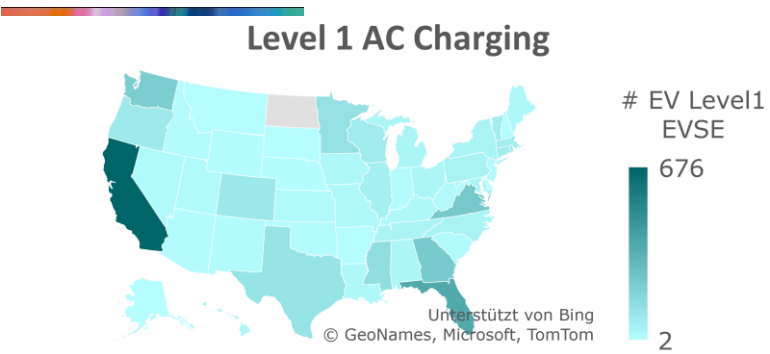 Level 1 AC Charging
# EV Level1
EVSE
676
2
Unterstützt von Bing
© GeoNames, Microsoft, TomTom